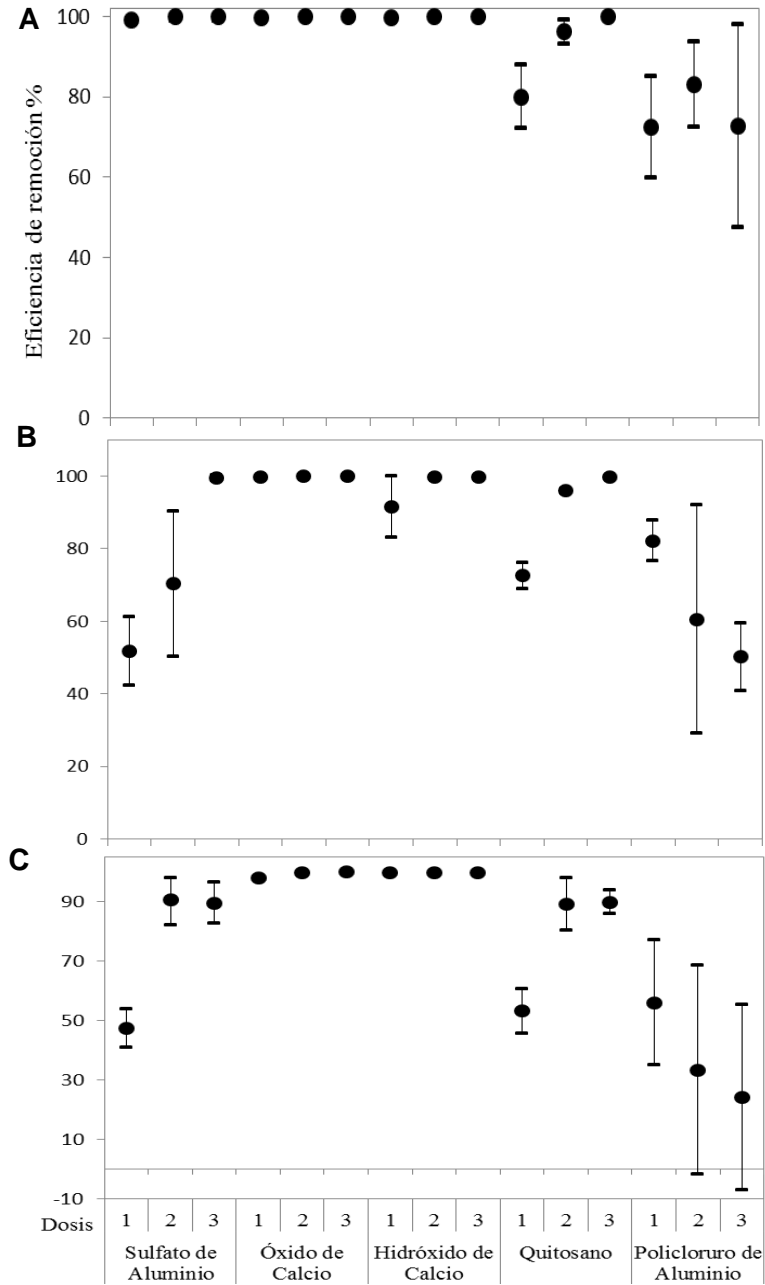 A
Eficiencia de remoción%
100
80
60
40
20
0
B
100
80
60
40
20
0
C
90
70
50
30
10
-10
Dosis 1 2 3 1 2 3 1 2 3 1 2 3 1 2 3
Sulfato de Aluminio
Óxido de Calcio
Hidróxido de Calcio
Quitosano
Policloruro de Aluminio